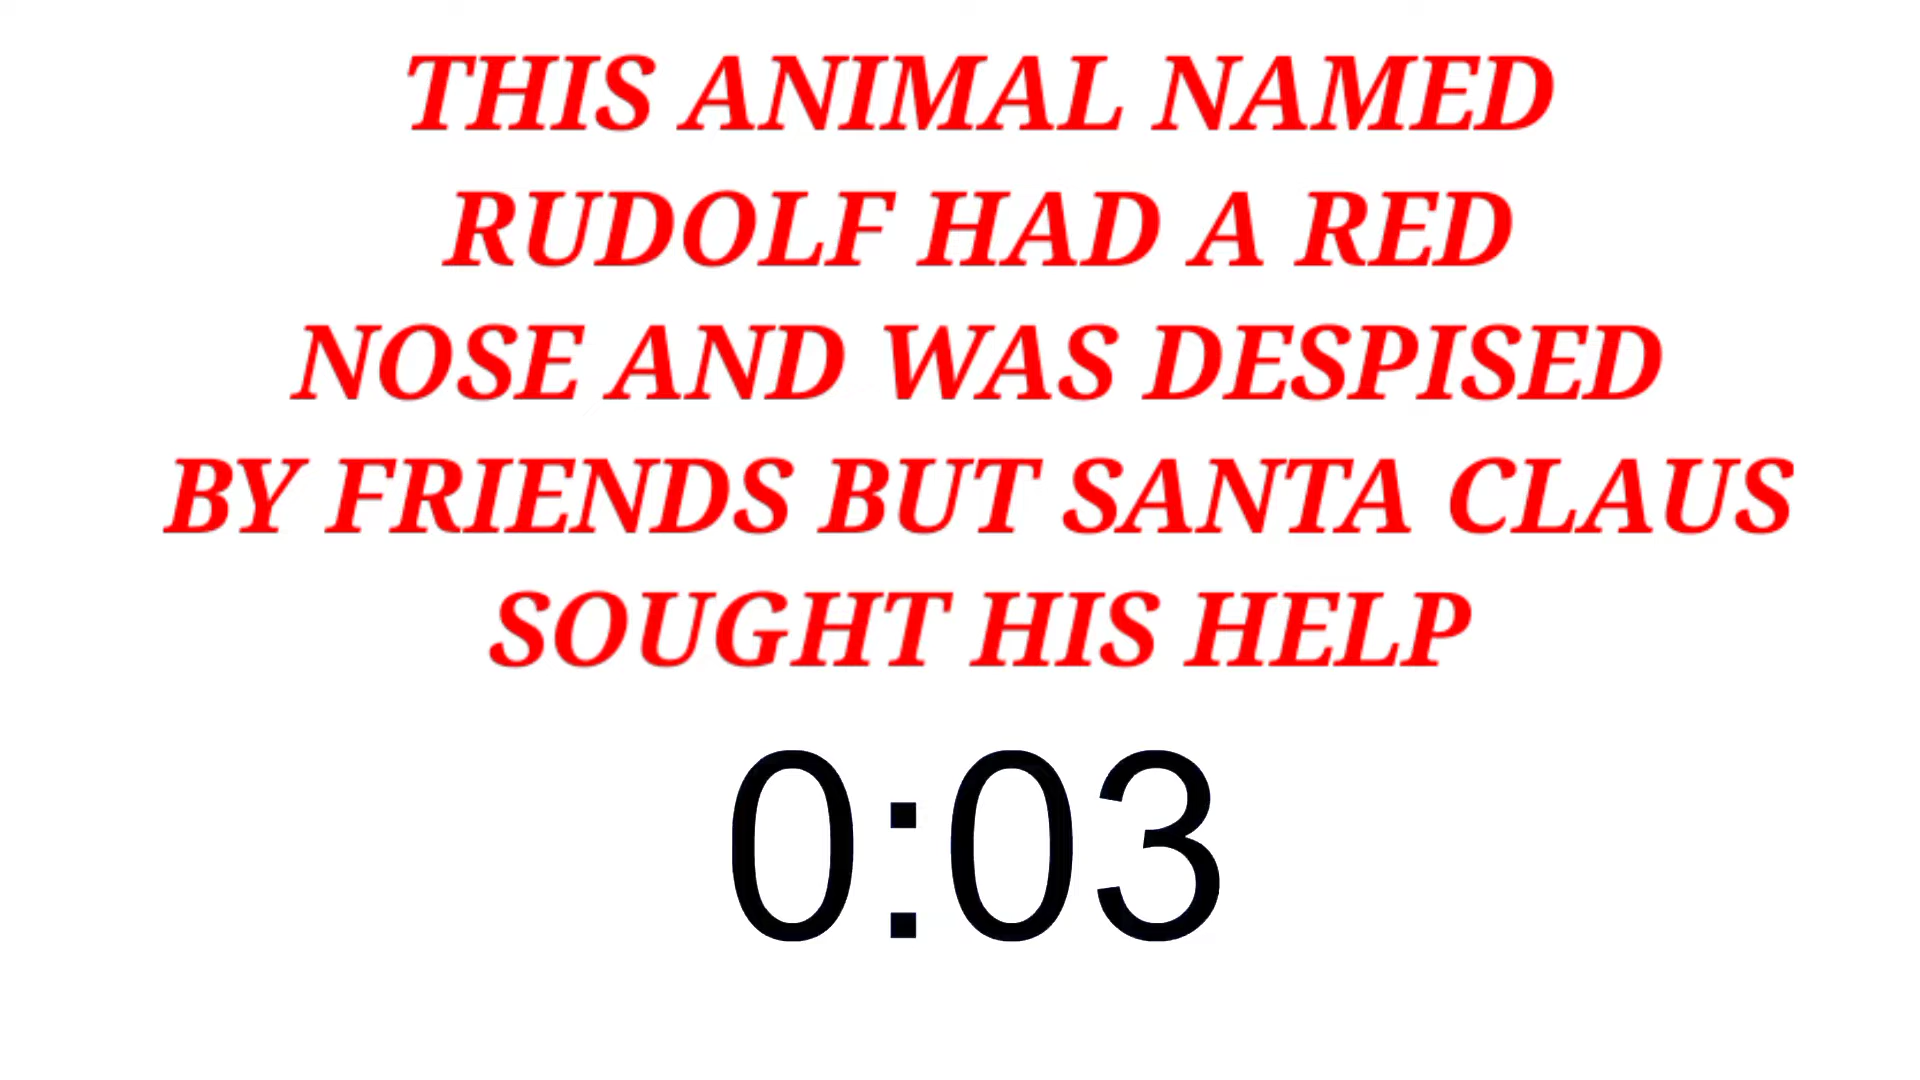 THIS ANIMAL NAMED
RUDOLF HAD A RED
NOSE AND WAS DESPISED
BY FRIENDS BUT SANTA CLAUS
SOUGHT HIS HELP
0:03